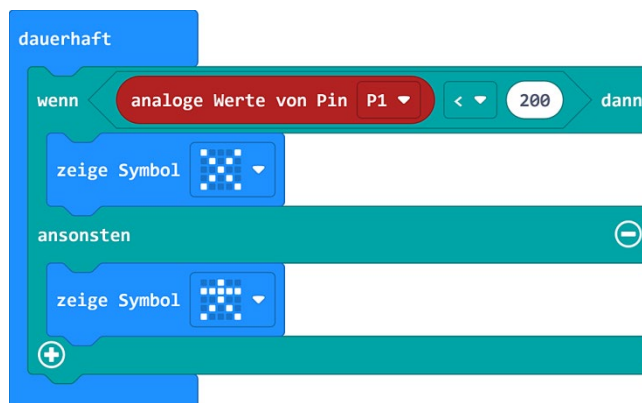 dauerhaft
wenn analoge Werte von Pin P1 < 200 dann
zeige Symbol
ansonsten
zeige Symbol